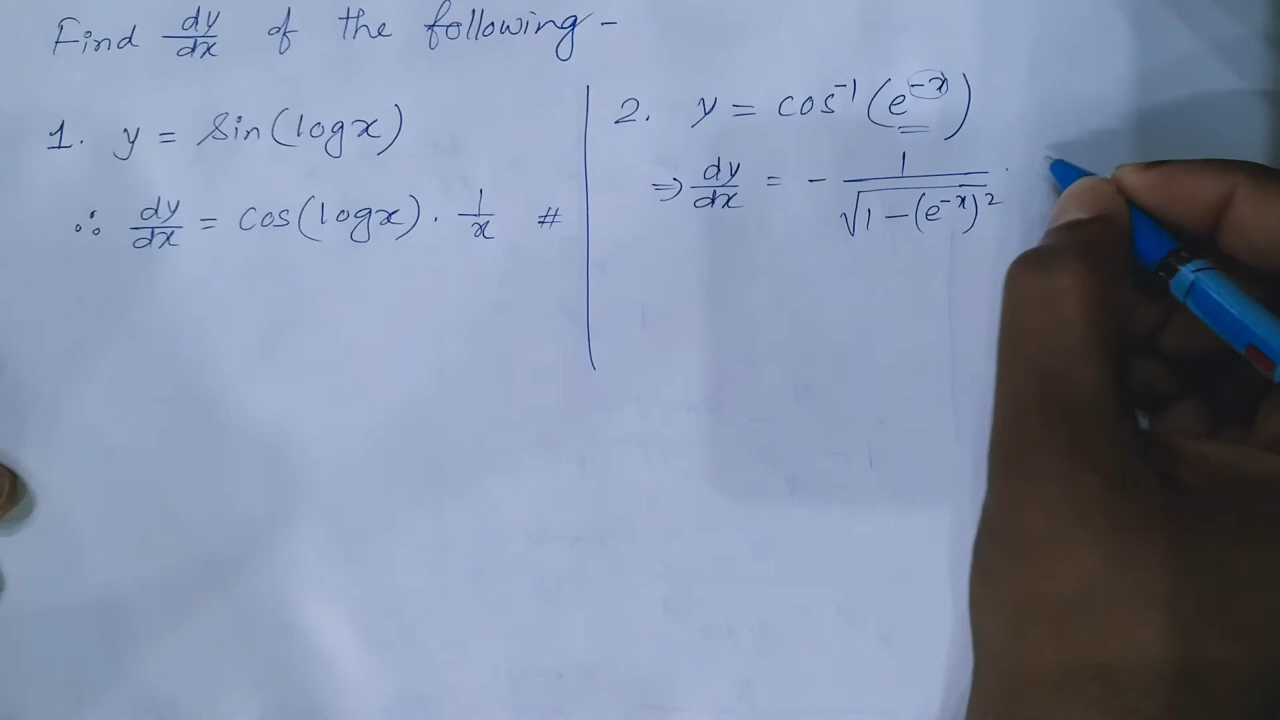 Find dy/dx of the following -
1. y = sin(log x)
∴ dy/dx = cos(log x) · 1/x #
2. y = cos⁻¹(e⁻ˣ)
⇒ dy/dx = - 1/√(1-(e⁻ˣ)²) ·